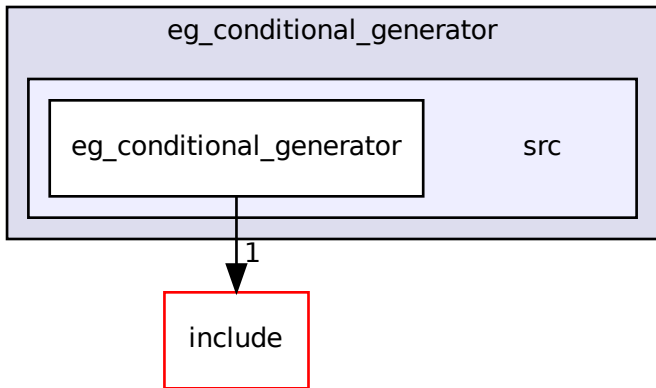 eg_conditional_generator
eg_conditional_generator
src
1
include